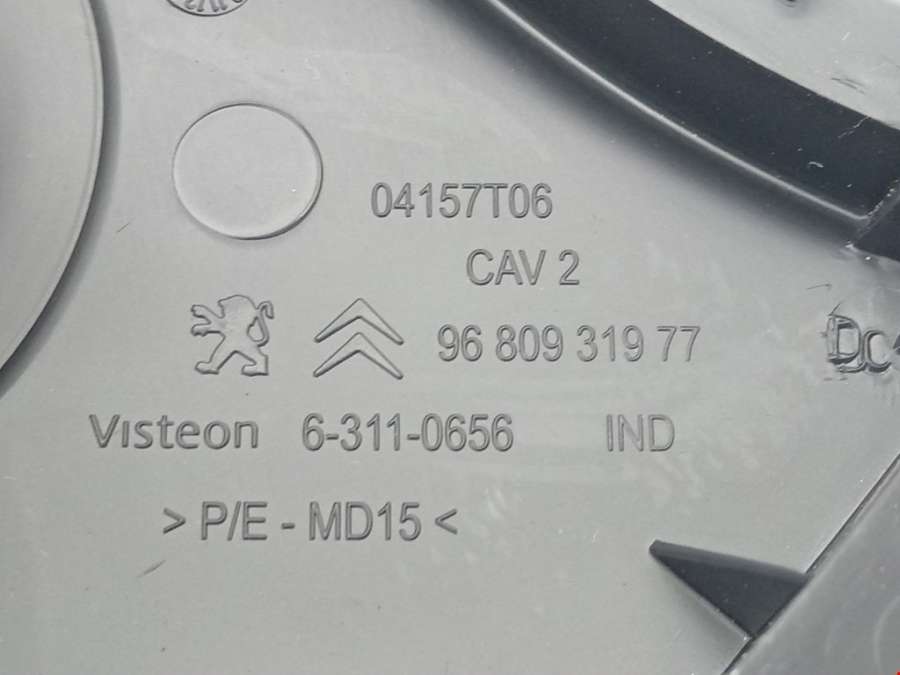 04157T06
CAV 2
96 809 319 77
Visteon 6-311-0656 IND
> P/E - MD15 <